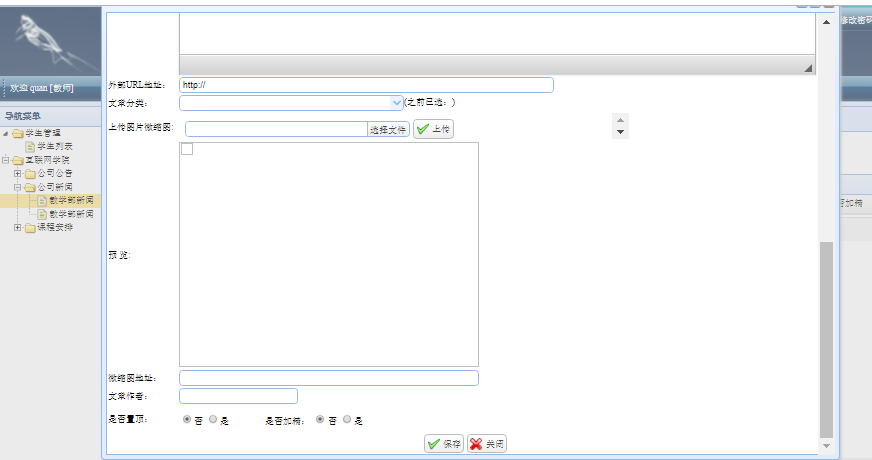 修改密码
欢迎 quan [教师]
导航菜单
学生管理
学生列表
互联网学院
公司公告
公司新闻
教学部新闻
教学部新闻
课程安排
外部URL地址： http://
文章分类： (之前已选：)
上传图片微缩图: 选择文件 上传
预 览:
微缩图地址：
文章作者：
是否置顶： 否 是 是否加精： 否 是
保存 关闭
否加精